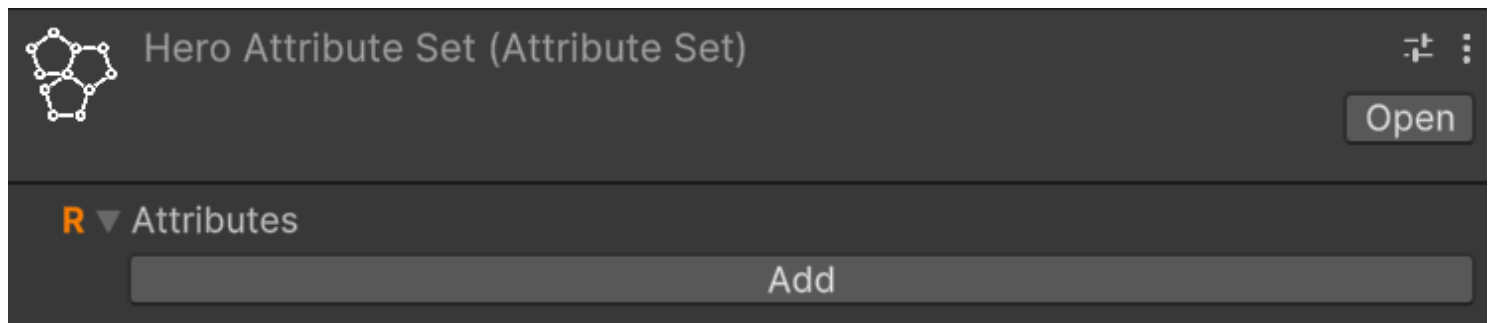 Hero Attribute Set (Attribute Set)
Open
R Attributes
Add